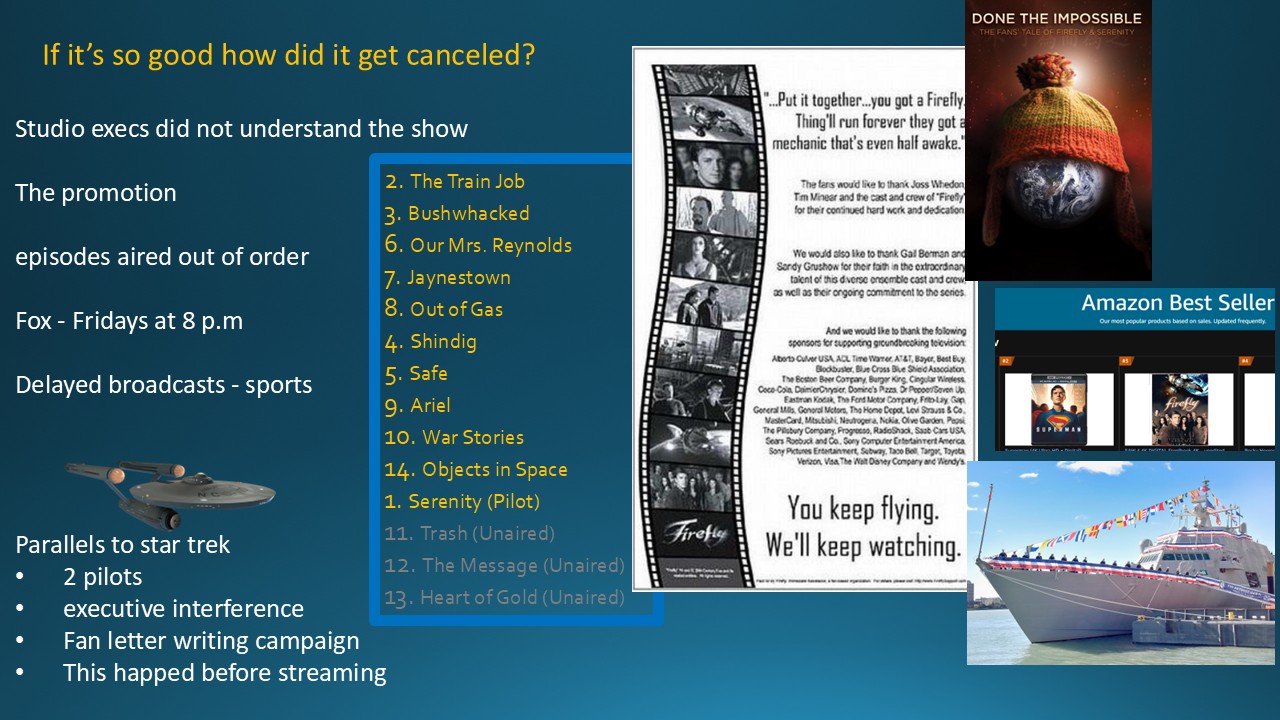 If it’s so good how did it get canceled?
Studio execs did not understand the show
The promotion
episodes aired out of order
Fox - Fridays at 8 p.m
Delayed broadcasts - sports
Parallels to star trek
• 2 pilots
• executive interference
• Fan letter writing campaign
• This happed before streaming
2. The Train Job
3. Bushwhacked
6. Our Mrs. Reynolds
7. Jaynestown
8. Out of Gas
4. Shindig
5. Safe
9. Ariel
10. War Stories
14. Objects in Space
1. Serenity (Pilot)
11. Trash (Unaired)
12. The Message (Unaired)
13. Heart of Gold (Unaired)
"...Put it together...you got a Firefly.
Thing'll run forever they got a
mechanic that's even half awake."
The fans would like to thank Joss Whedon,
Tim Minear and the cast and crew of "Firefly"
for their continued hard work and dedication.
We would also like to thank Gail Berman and
Sandy Grushow for their faith in the extraordinary
talent of this diverse ensemble cast and crew,
as well as their ongoing commitment to the series.
And we would like to thank the following
sponsors for supporting groundbreaking television:
Alberto Culver USA, AOL Time Warner, AT&T, Bayer, Best Buy,
Blockbuster, Blue Cross Blue Shield Association,
The Boston Beer Company, Burger King, Cingular Wireless,
Coca-Cola, DaimlerChrysler, Domino's Pizza, Dr Pepper/Seven Up,
Eastman Kodak, The Ford Motor Company, Frito-Lay, Gap,
General Mills, General Motors, The Home Depot, Levi Strauss & Co.,
MasterCard, Mitsubishi, Neutrogena, Nokia, Olive Garden, Pepsi,
The Pillsbury Company, Progresso, RadioShack, Saab Cars USA,
Sears Roebuck and Co., Sony Computer Entertainment America,
Sony Pictures Entertainment, Subway, Taco Bell, Target, Toyota,
Verizon, Visa, The Walt Disney Company and Wendy's.
You keep flying.
We'll keep watching.
Firefly
DONE THE IMPOSSIBLE
THE FANS' TALE OF FIREFLY & SERENITY
Amazon Best Seller
Our most popular products based on sales. Updated frequently.
#2
#3
#4
SUPERMAN
firefly